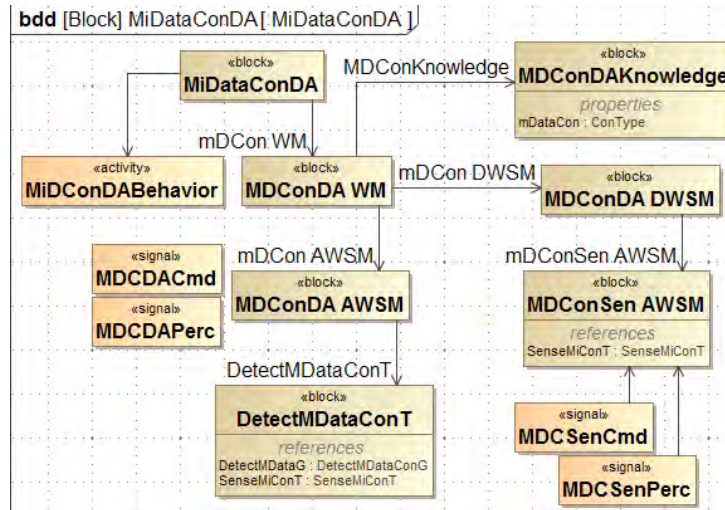 bdd [Block] MiDataConDA[ MiDataConDA ]
«block»
MiDataConDA
MDConKnowledge
«block»
MDConDAKnowledge
properties
mDataCon : ConType
mDCon WM
«activity»
MiDConDABehavior
«block»
MDConDA WM
mDCon DWSM
«block»
MDConDA DWSM
«signal»
MDCDACmd
«signal»
MDCDAPerc
mDCon AWSM
«block»
MDConDA AWSM
mDConSen AWSM
«block»
MDConSen AWSM
references
SenseMiConT : SenseMiConT
DetectMDataConT
«block»
DetectMDataConT
references
DetectMDataG : DetectMDataConG
SenseMiConT : SenseMiConT
«signal»
MDCSenCmd
«signal»
MDCSenPerc